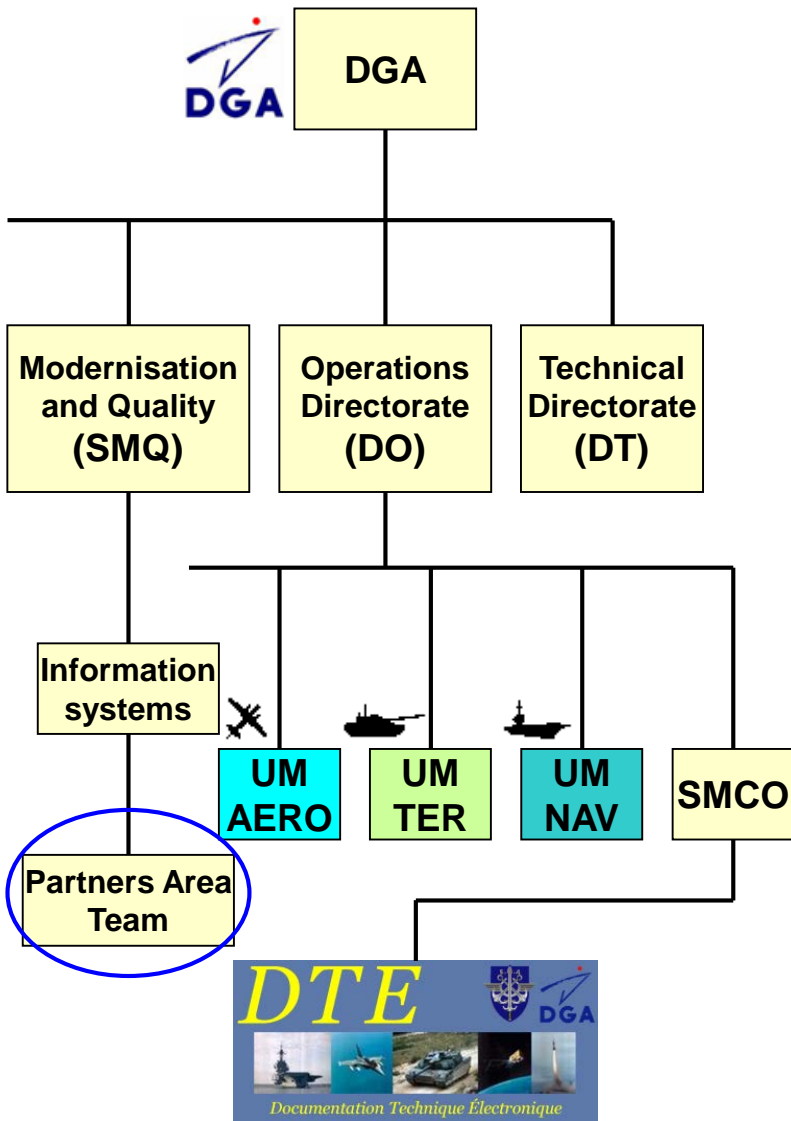 DGA
DGA
Modernisation
and Quality
(SMQ)
Operations
Directorate
(DO)
Technical
Directorate
(DT)
Information
systems
UM
AERO
UM
TER
UM
NAV
SMCO
Partners Area
Team
DTE
DGA
Documentation Technique Électronique